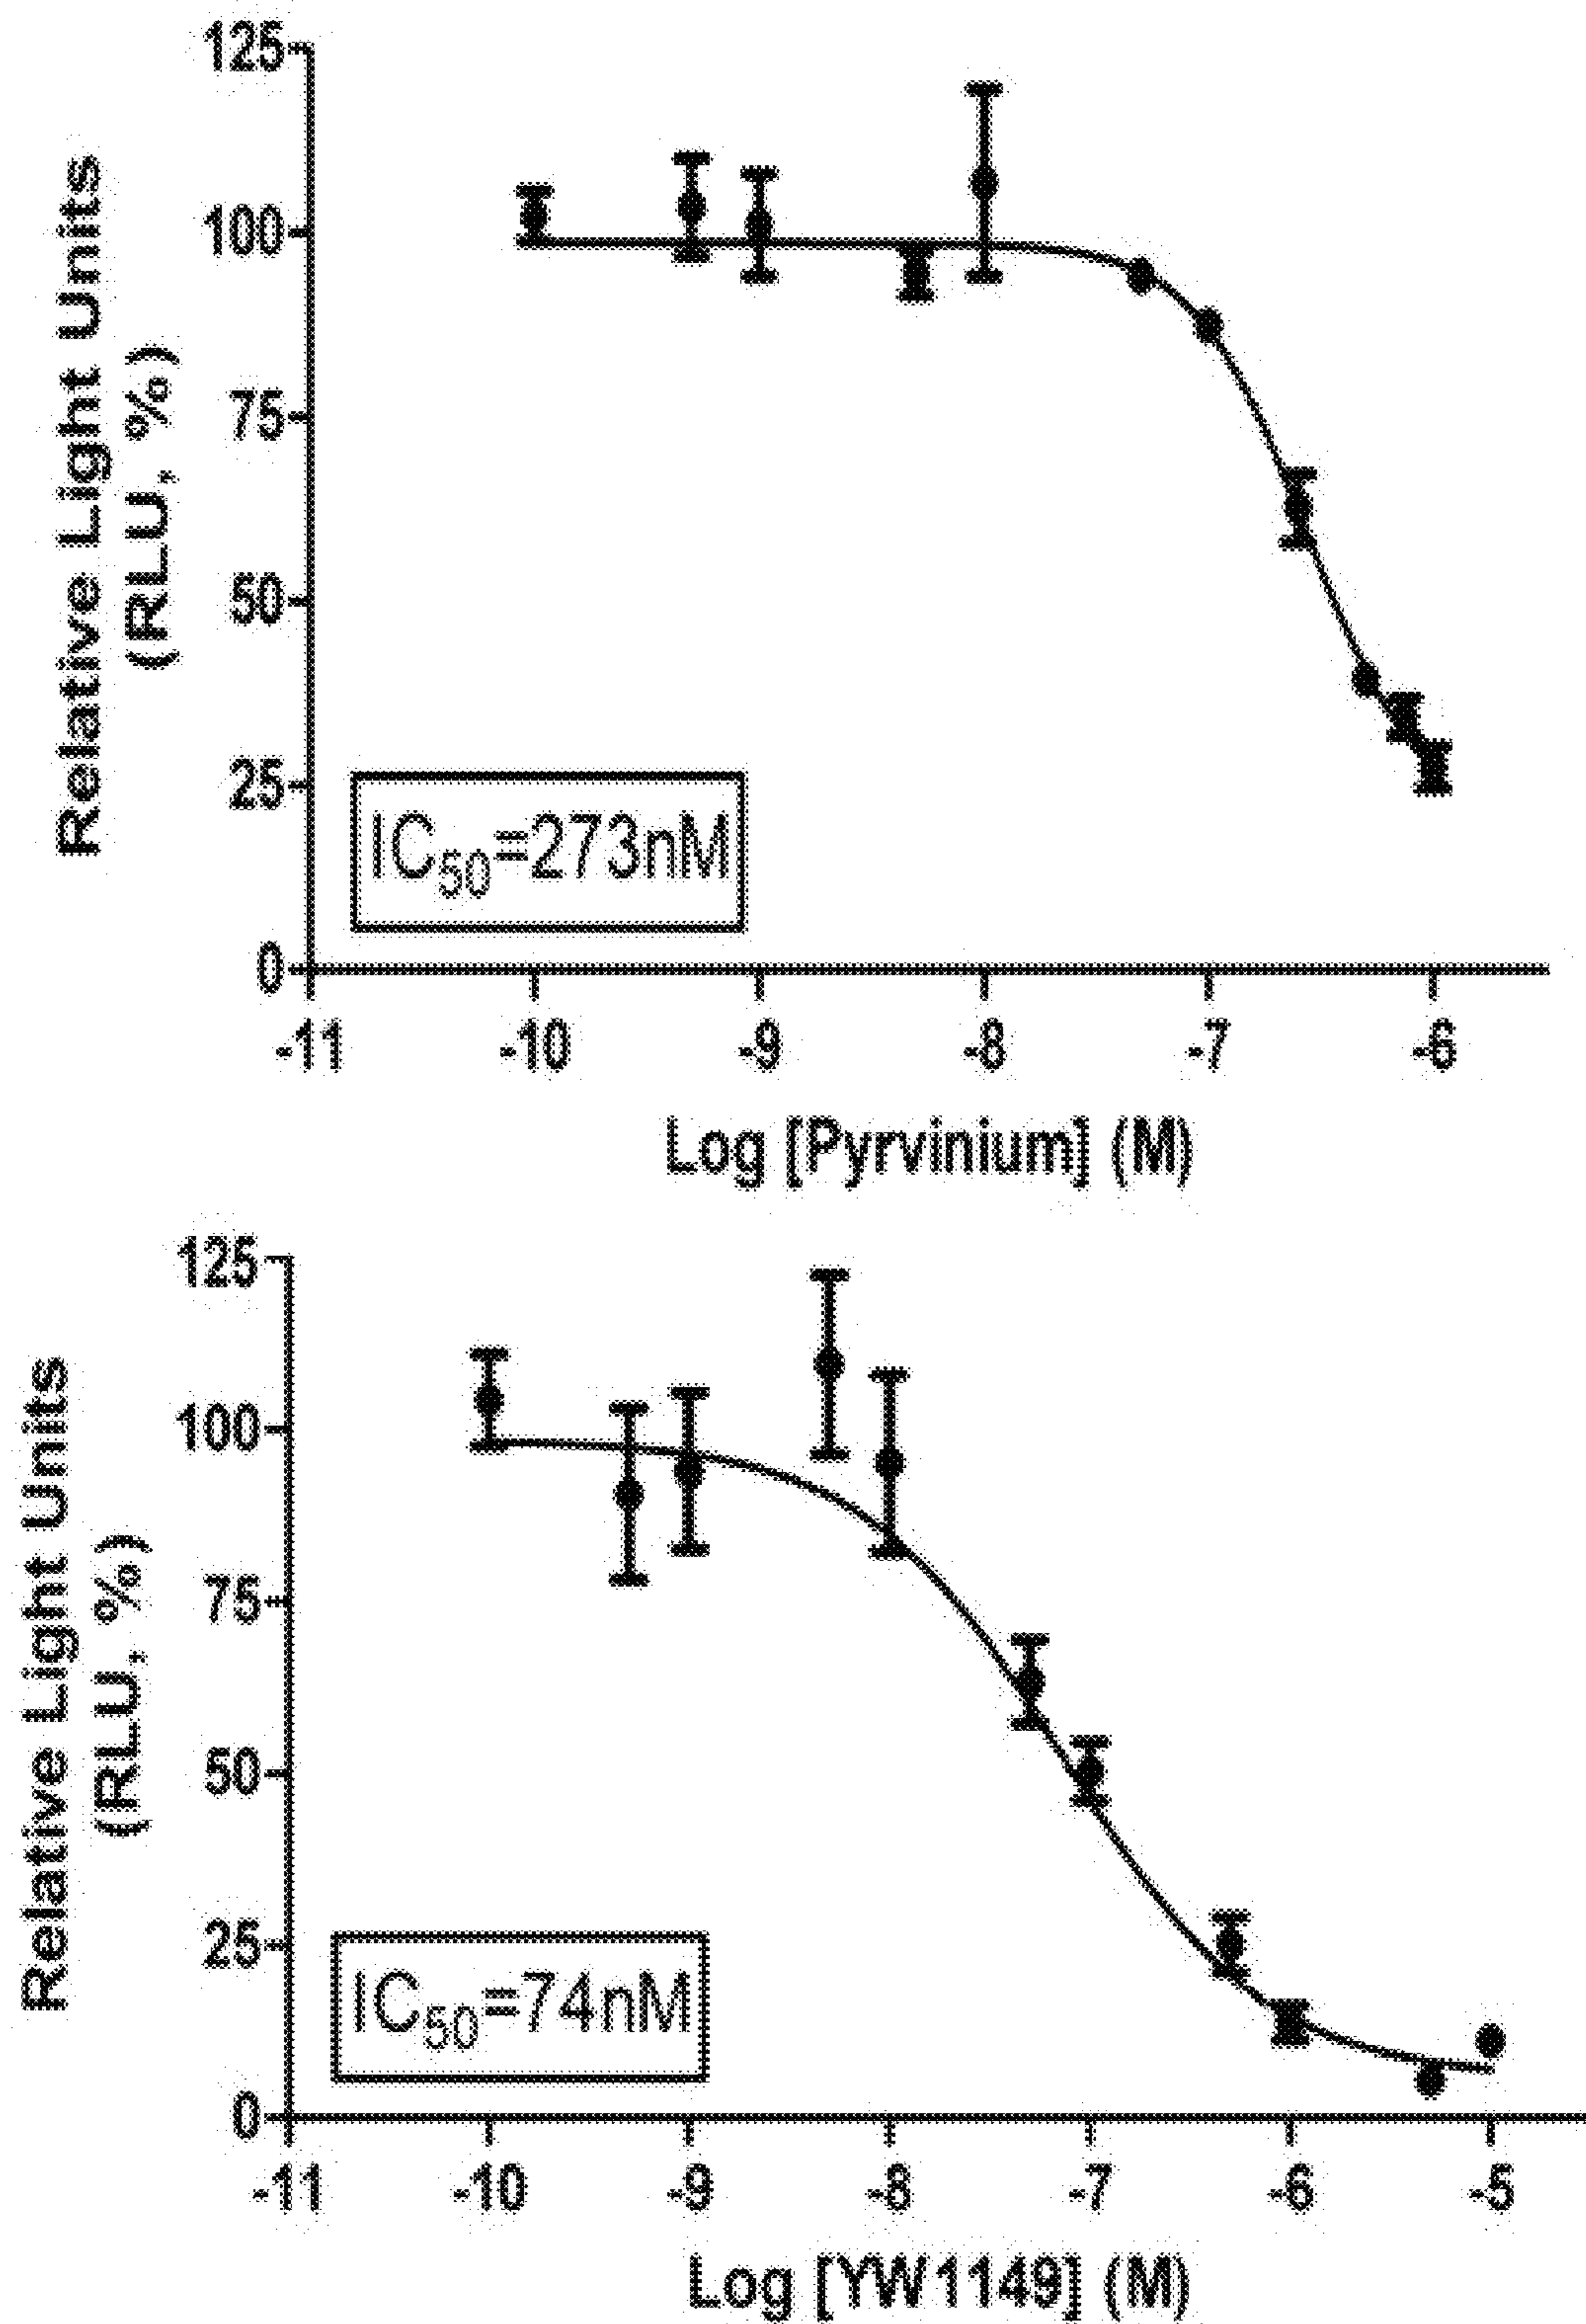 Relative Light Units
(RLU, %)
125
100
75
50
25
0
IC50=273nM
-11 -10 -9 -8 -7 -6
Log [Pyrvinium] (M)
Relative Light Units
(RLU, %)
125
100
75
50
25
0
IC50=74nM
-11 -10 -9 -8 -7 -6 -5
Log [YW1149] (M)